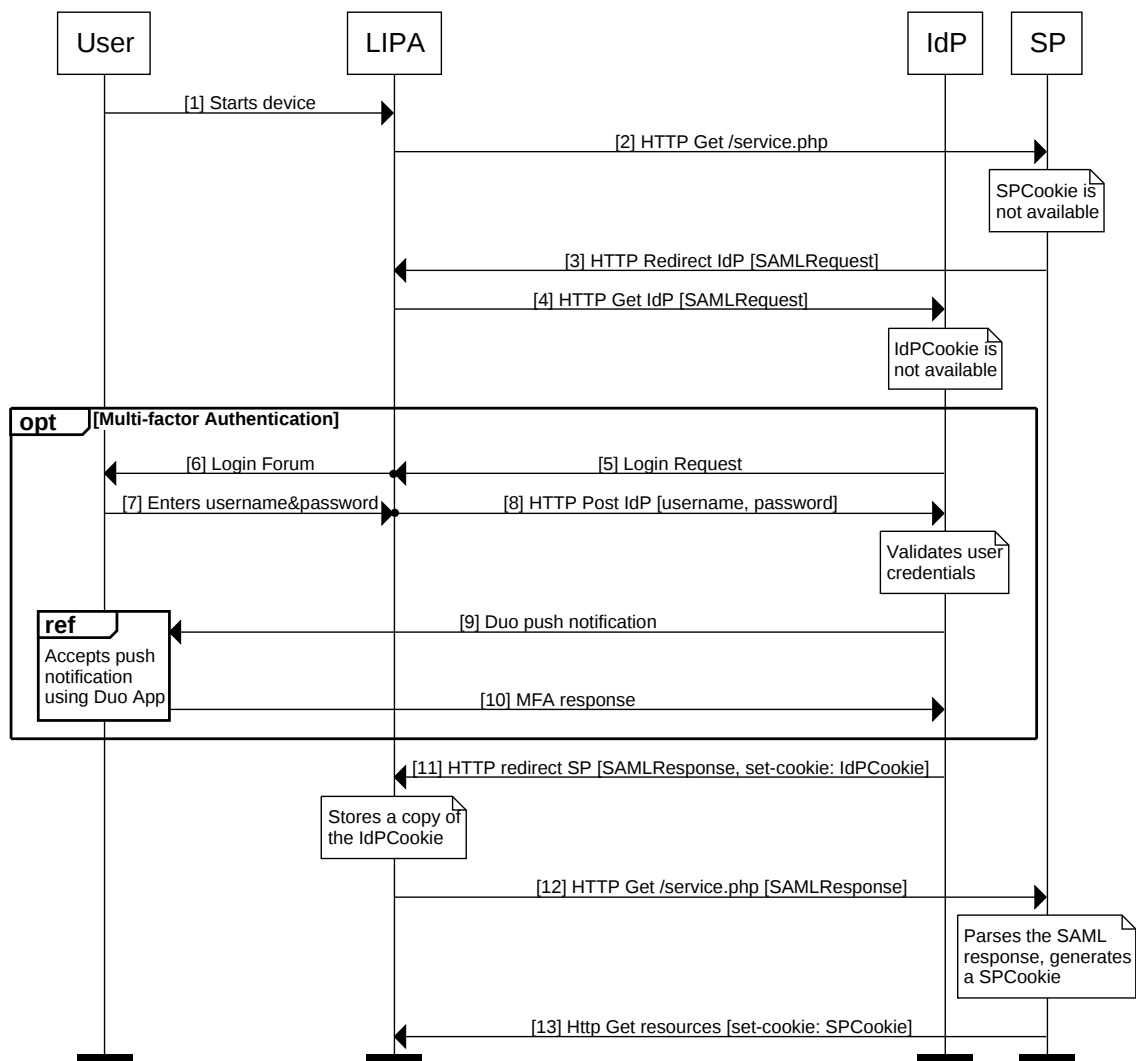 User
LIPA
IdP
SP
[1] Starts device
[2] HTTP Get /service.php
SPCookie is
not available
[3] HTTP Redirect IdP [SAMLRequest]
[4] HTTP Get IdP [SAMLRequest]
IdPCookie is
not available
opt
[Multi-factor Authentication]
[6] Login Forum
[5] Login Request
[7] Enters username&password
[8] HTTP Post IdP [username, password]
Validates user
credentials
ref
[9] Duo push notification
Accepts push
notification
using Duo App
[10] MFA response
[11] HTTP redirect SP [SAMLResponse, set-cookie: IdPCookie]
Stores a copy of
the IdPCookie
[12] HTTP Get /service.php [SAMLResponse]
Parses the SAML
response, generates
a SPCookie
[13] Http Get resources [set-cookie: SPCookie]